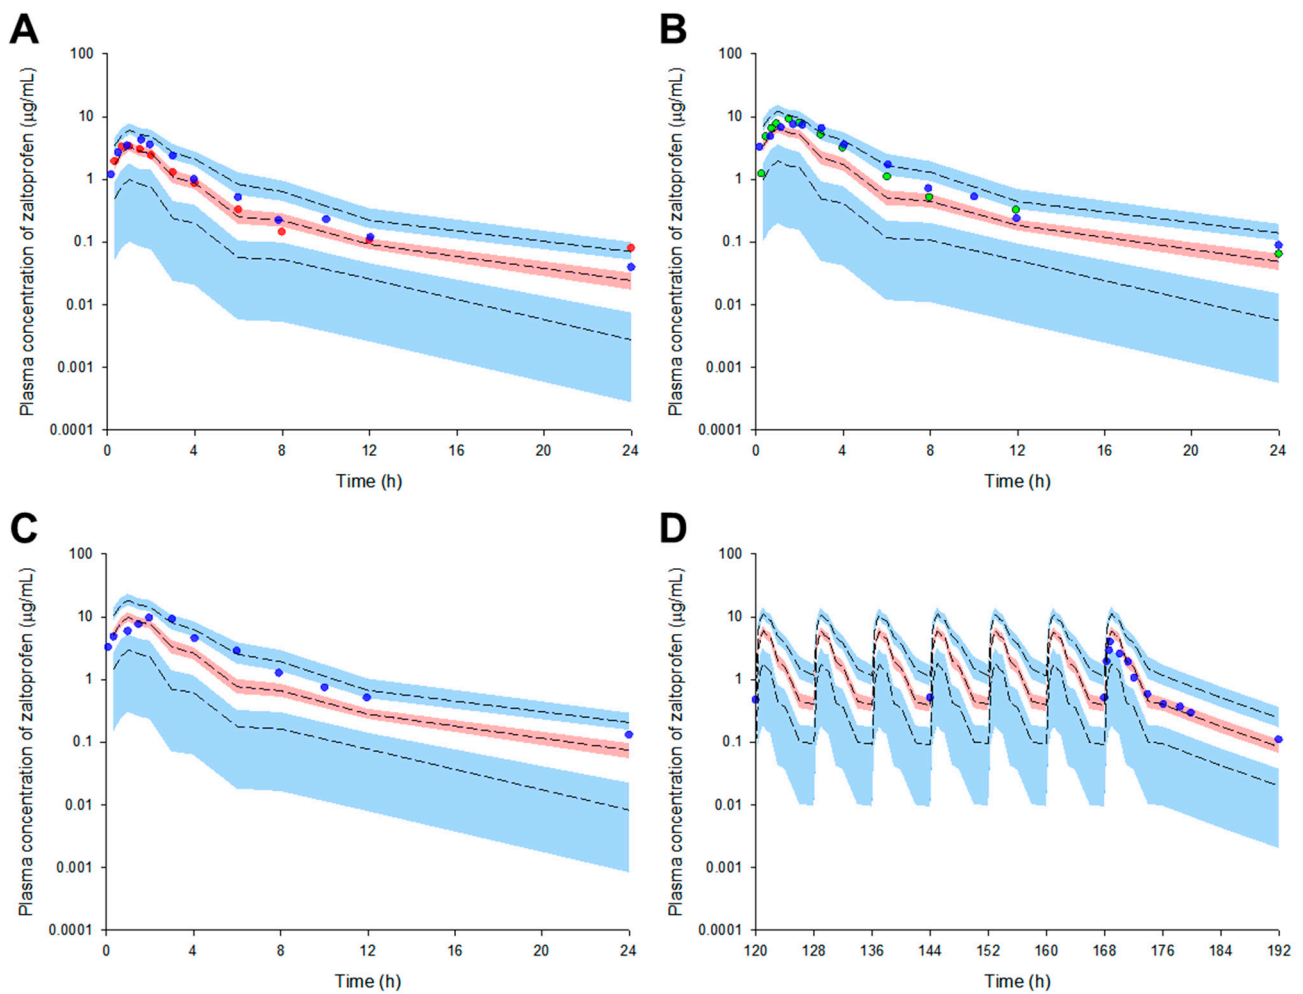 A
B
Plasma concentration of zaltoprofen (µg/mL)
100
10
1
0.1
0.01
0.001
0.0001
0 4 8 12 16 20 24
Time (h)
Plasma concentration of zaltoprofen (µg/mL)
100
10
1
0.1
0.01
0.001
0.0001
0 4 8 12 16 20 24
Time (h)
C
D
Plasma concentration of zaltoprofen (µg/mL)
100
10
1
0.1
0.01
0.001
0.0001
0 4 8 12 16 20 24
Time (h)
Plasma concentration of zaltoprofen (µg/mL)
100
10
1
0.1
0.01
0.001
0.0001
120 128 136 144 152 160 168 176 184 192
Time (h)